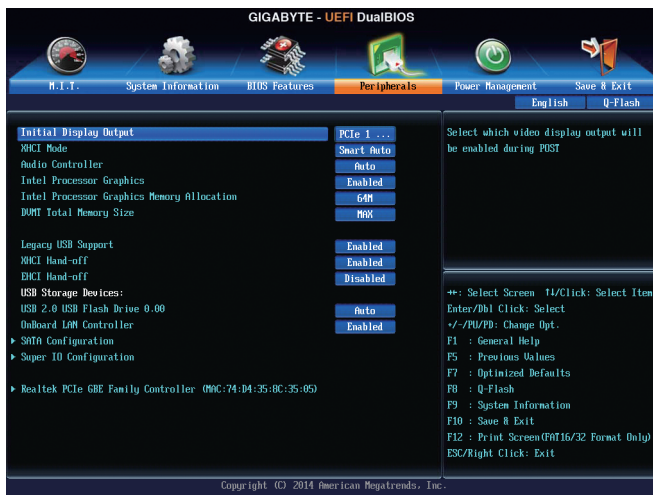 GIGABYTE - UEFI DualBIOS
M.I.T. System Information BIOS Features Peripherals Power Management Save & Exit
English Q-Flash
Initial Display Output PCIe 1 ...
XHCI Mode Smart Auto
Audio Controller Auto
Intel Processor Graphics Enabled
Intel Processor Graphics Memory Allocation 64M
DVMT Total Memory Size MAX
Legacy USB Support Enabled
XHCI Hand-off Enabled
EHCI Hand-off Disabled
USB Storage Devices:
USB 2.0 USB Flash Drive 0.00 Auto
OnBoard LAN Controller Enabled
SATA Configuration
Super IO Configuration
Realtek PCIe GBE Family Controller (MAC:74:D4:35:8C:35:05)
Select which video display output will
be enabled during POST
→←: Select Screen ↑↓/Click: Select Item
Enter/Dbl Click: Select
+/-/PU/PD: Change Opt.
F1 : General Help
F5 : Previous Values
F7 : Optimized Defaults
F8 : Q-Flash
F9 : System Information
F10 : Save & Exit
F12 : Print Screen(FAT16/32 Format Only)
ESC/Right Click: Exit
Copyright (C) 2014 American Megatrends, Inc.